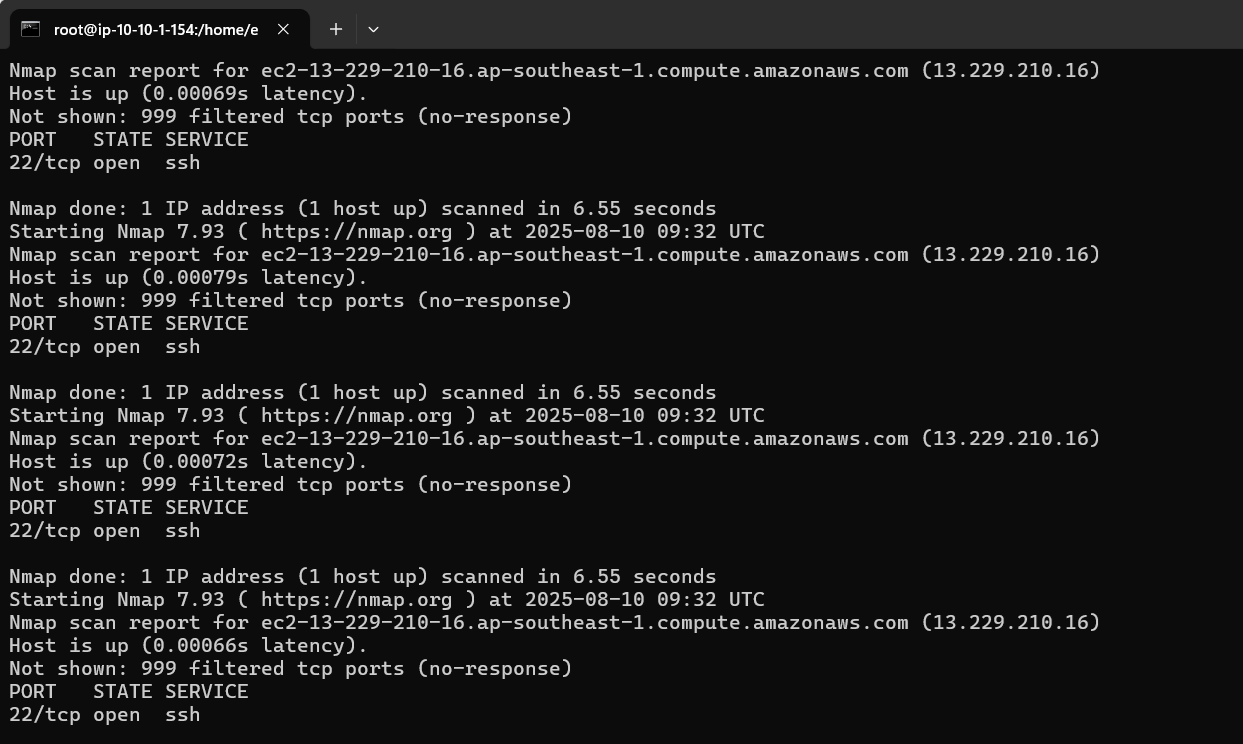 root@ip-10-10-1-154:/home/e
Nmap scan report for ec2-13-229-210-16.ap-southeast-1.compute.amazonaws.com (13.229.210.16)
Host is up (0.00069s latency).
Not shown: 999 filtered tcp ports (no-response)
PORT   STATE SERVICE
22/tcp open  ssh

Nmap done: 1 IP address (1 host up) scanned in 6.55 seconds
Starting Nmap 7.93 ( https://nmap.org ) at 2025-08-10 09:32 UTC
Nmap scan report for ec2-13-229-210-16.ap-southeast-1.compute.amazonaws.com (13.229.210.16)
Host is up (0.00079s latency).
Not shown: 999 filtered tcp ports (no-response)
PORT   STATE SERVICE
22/tcp open  ssh

Nmap done: 1 IP address (1 host up) scanned in 6.55 seconds
Starting Nmap 7.93 ( https://nmap.org ) at 2025-08-10 09:32 UTC
Nmap scan report for ec2-13-229-210-16.ap-southeast-1.compute.amazonaws.com (13.229.210.16)
Host is up (0.00072s latency).
Not shown: 999 filtered tcp ports (no-response)
PORT   STATE SERVICE
22/tcp open  ssh

Nmap done: 1 IP address (1 host up) scanned in 6.55 seconds
Starting Nmap 7.93 ( https://nmap.org ) at 2025-08-10 09:32 UTC
Nmap scan report for ec2-13-229-210-16.ap-southeast-1.compute.amazonaws.com (13.229.210.16)
Host is up (0.00066s latency).
Not shown: 999 filtered tcp ports (no-response)
PORT   STATE SERVICE
22/tcp open  ssh